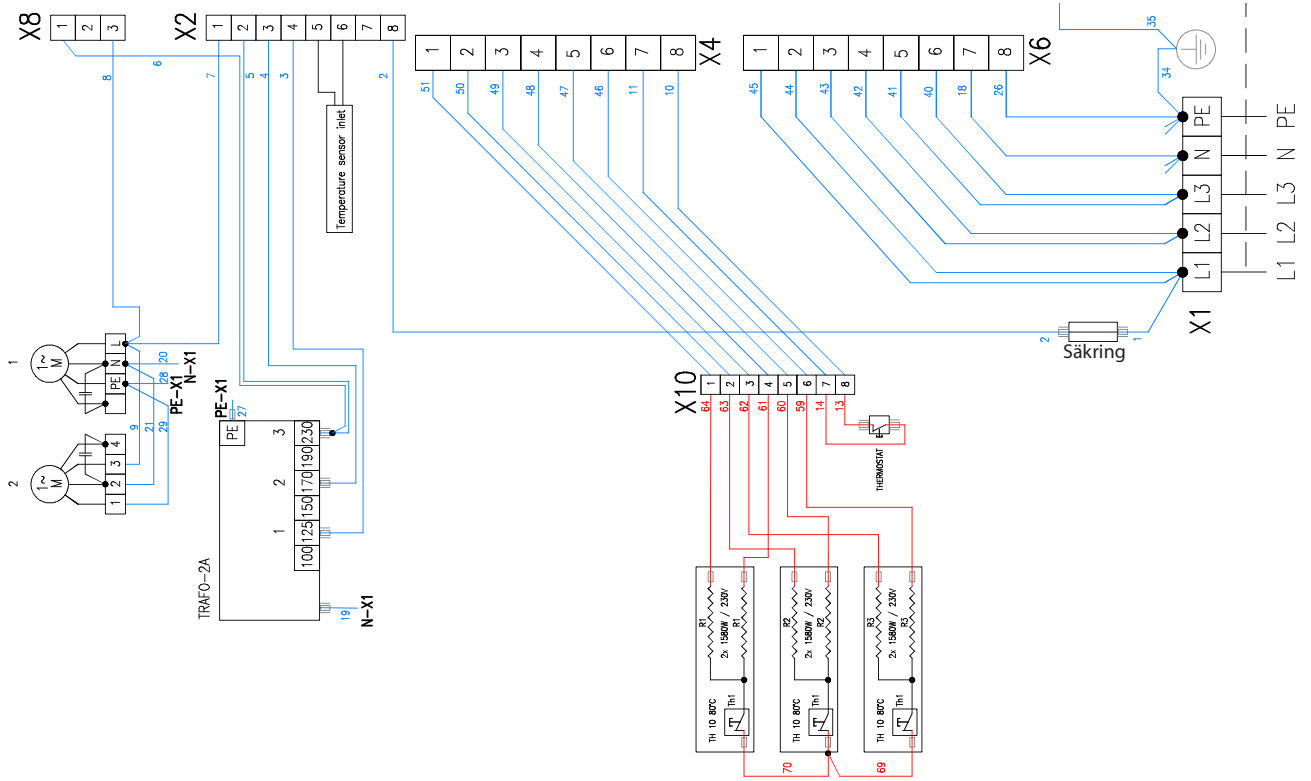 X8
1 2 3
X2
1 2 3 4 5 6 7 8
1 2 3 4 5 6 7 8
X4
1 2 3 4 5 6 7 8
X6
35
34
8 6 7 5 4 3 2
51 50 49 48 47 46 11 10
45 44 43 42 41 40 18 26
Temperature sensor inlet
PE N L3 L2 L1
X1
PE
N
L3
L2
L1
2
1
Säkring
1
1~
M
L
N
PE
20
28
N-X1
PE-X1
9 21 29
2
1~
M
4
3
2
1
PE-X1
27
PE
TRAFO-2A
3
2
1
230
190
170
150
125
100
19
N-X1
X10
1 2 3 4 5 6 7 8
64 63 62 61 60 59 14 13
THERMOSTAT
R1
2x 1580W / 230V
R1
R2
2x 1580W / 230V
R2
R3
2x 1580W / 230V
R3
TH 10 80°C
Th1
TH 10 80°C
Th1
TH 10 80°C
Th1
70
69